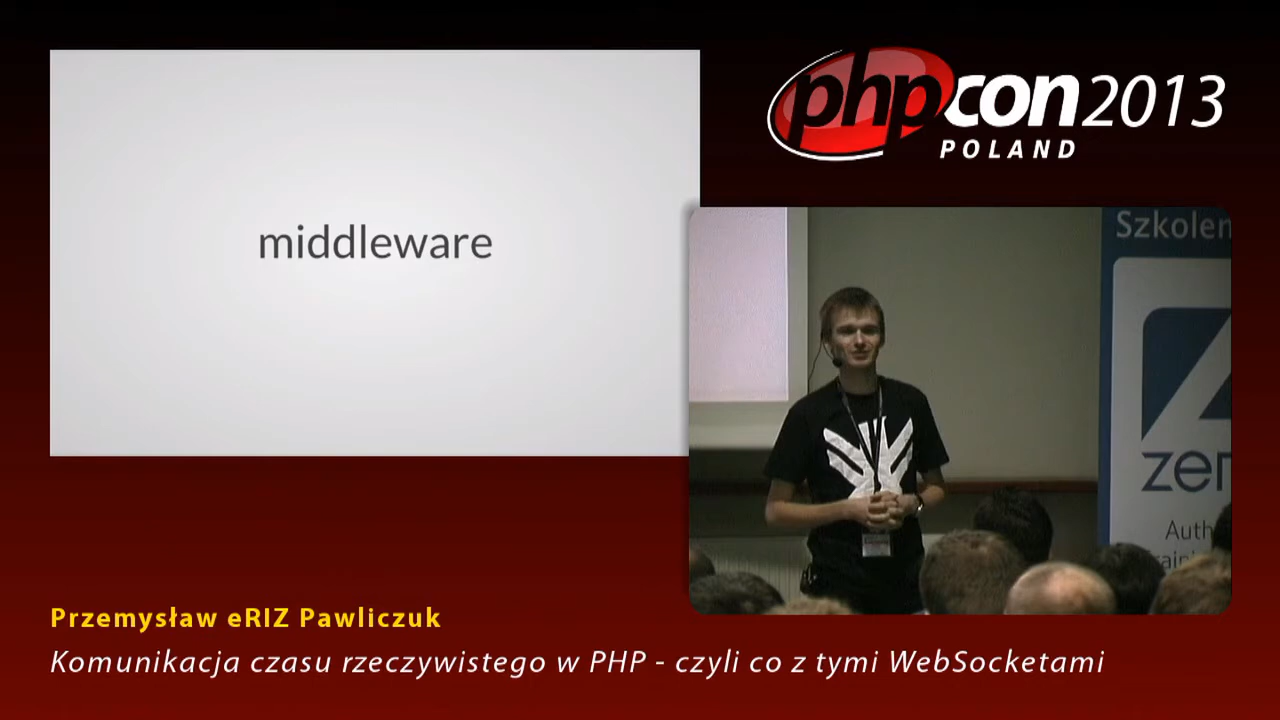 middleware
phpcon2013
POLAND
Szkolen
zen
Auth
Przemysław eRIZ Pawliczuk
Komunikacja czasu rzeczywistego w PHP - czyli co z tymi WebSocketami